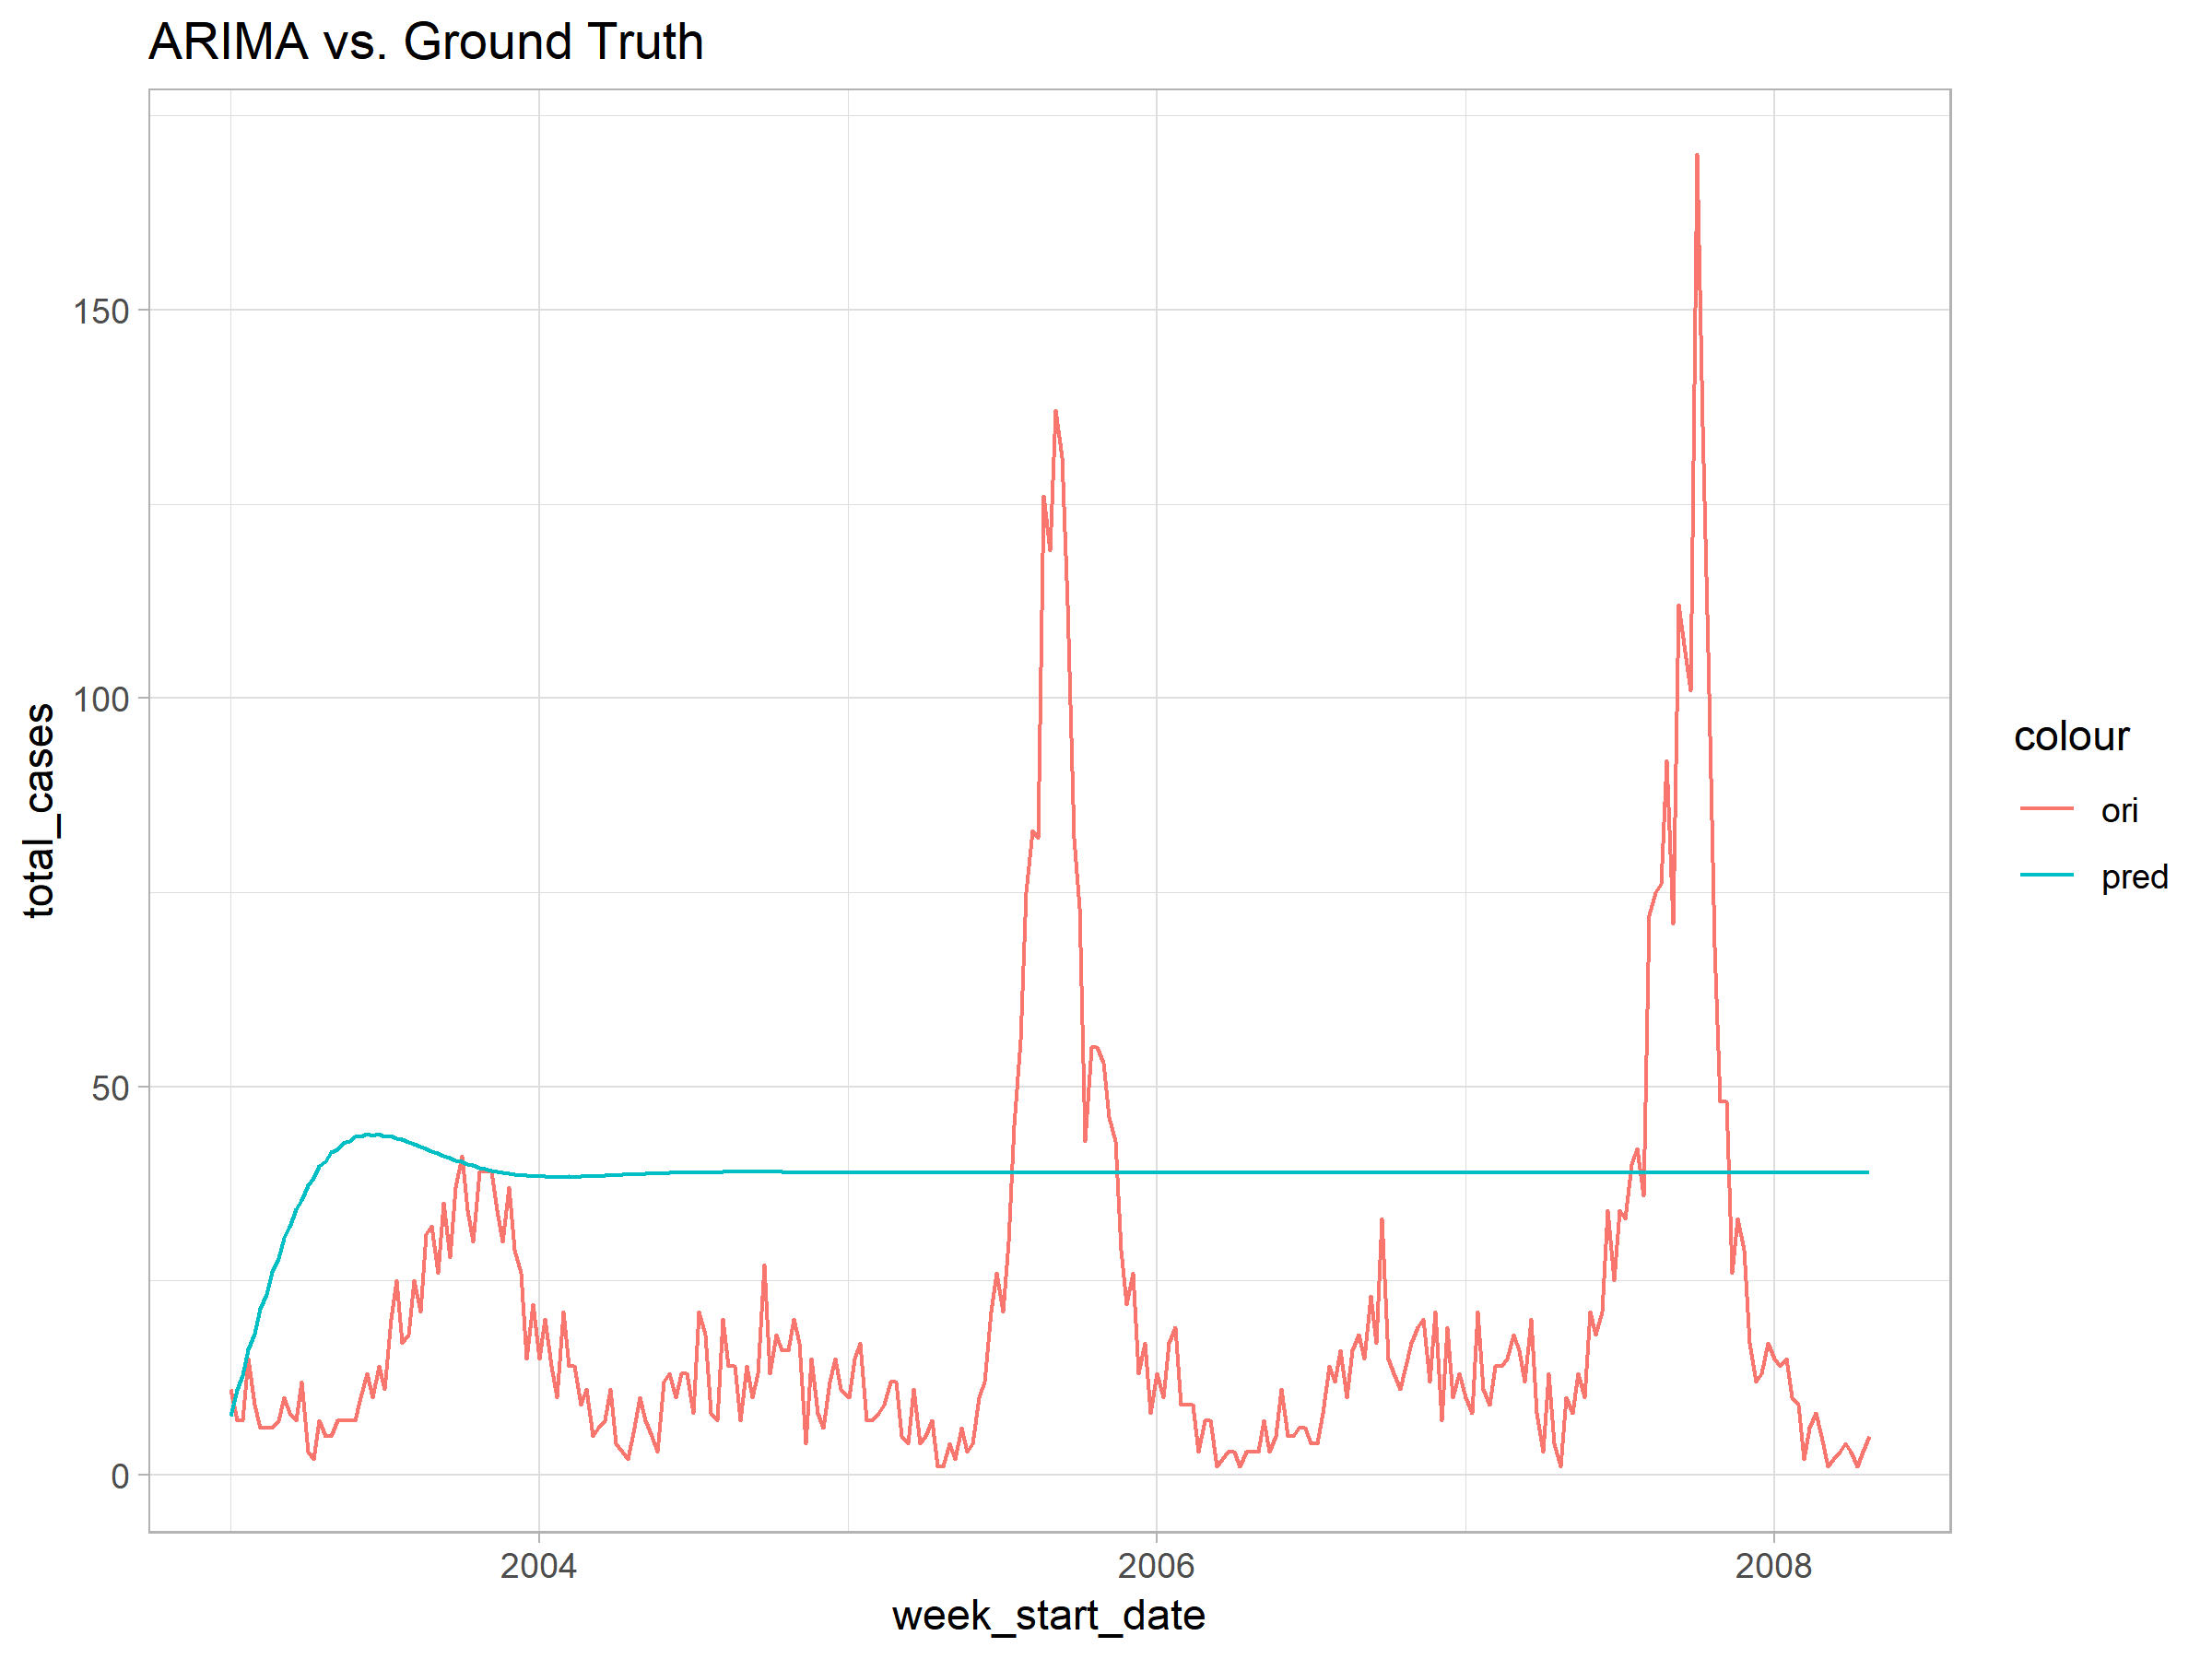 ARIMA vs. Ground Truth
total_cases
150
100
50
0
2004
2006
2008
week_start_date
colour
ori
pred